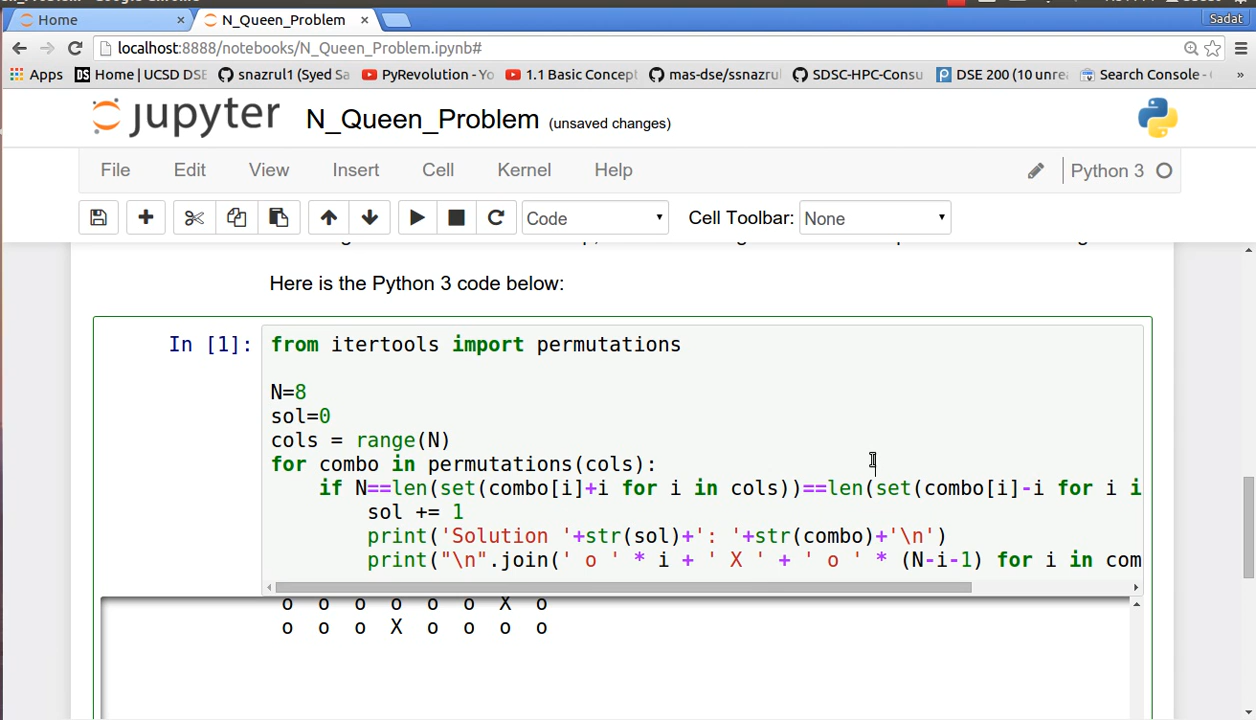 Home × N_Queen_Problem × Sadat
localhost:8888/notebooks/N_Queen_Problem.ipynb#
Apps Home | UCSD DSE snazrul1 (Syed Sa PyRevolution - Yo 1.1 Basic Concept mas-dse/ssnazrul SDSC-HPC-Consu DSE 200 (10 unre Search Console - »
jupyter N_Queen_Problem (unsaved changes)
File Edit View Insert Cell Kernel Help Python 3
Code Cell Toolbar: None
Here is the Python 3 code below:
In [1]: from itertools import permutations
N=8
sol=0
cols = range(N)
for combo in permutations(cols):
if N==len(set(combo[i]+i for i in cols))==len(set(combo[i]-i for i i
sol += 1
print('Solution '+str(sol)+': '+str(combo)+'\n')
print("\n".join(' o ' * i + ' X ' + ' o ' * (N-i-1) for i in com
o o o o o o X o
o o o X o o o o